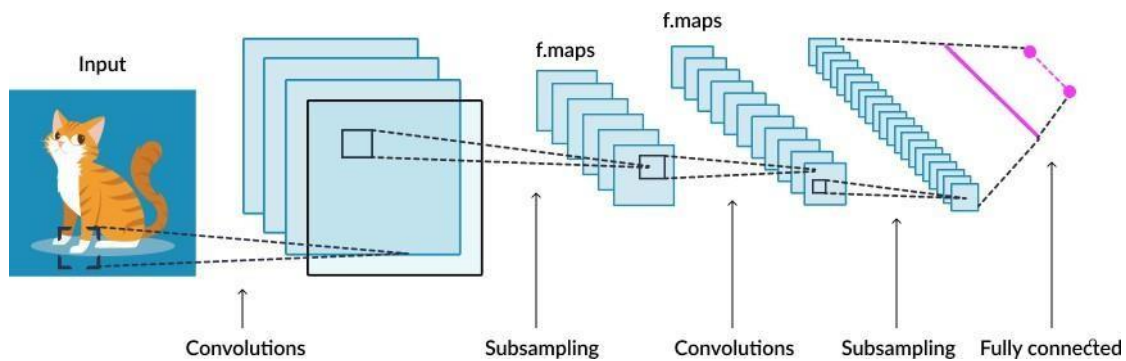 f.maps
f.maps
Input
Convolutions
Subsampling
Convolutions
Subsampling
Fully connected